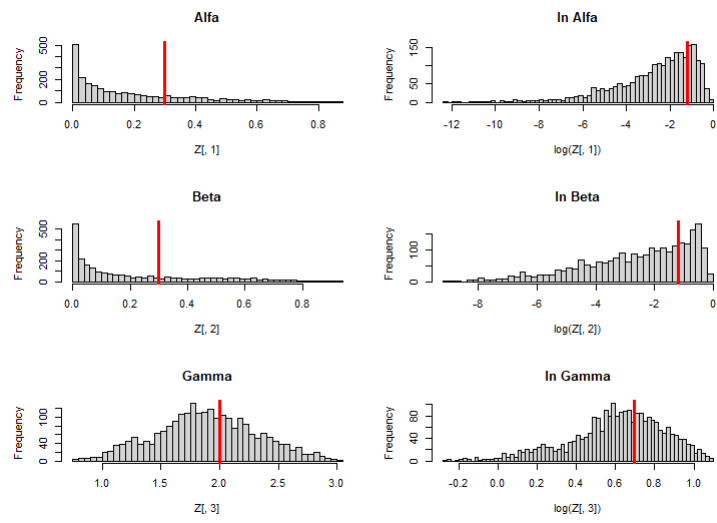 Alfa
Frequency
0 200 500
0.0 0.2 0.4 0.6 0.8
Z[, 1]
ln Alfa
Frequency
0 50 150
-12 -10 -8 -6 -4 -2 0
log(Z[, 1])
Beta
Frequency
0 200 500
0.0 0.2 0.4 0.6 0.8
Z[, 2]
ln Beta
Frequency
0 100
-8 -6 -4 -2 0
log(Z[, 2])
Gamma
Frequency
0 40 100
1.0 1.5 2.0 2.5 3.0
Z[, 3]
ln Gamma
Frequency
0 40 80
-0.2 0.0 0.2 0.4 0.6 0.8 1.0
log(Z[, 3])